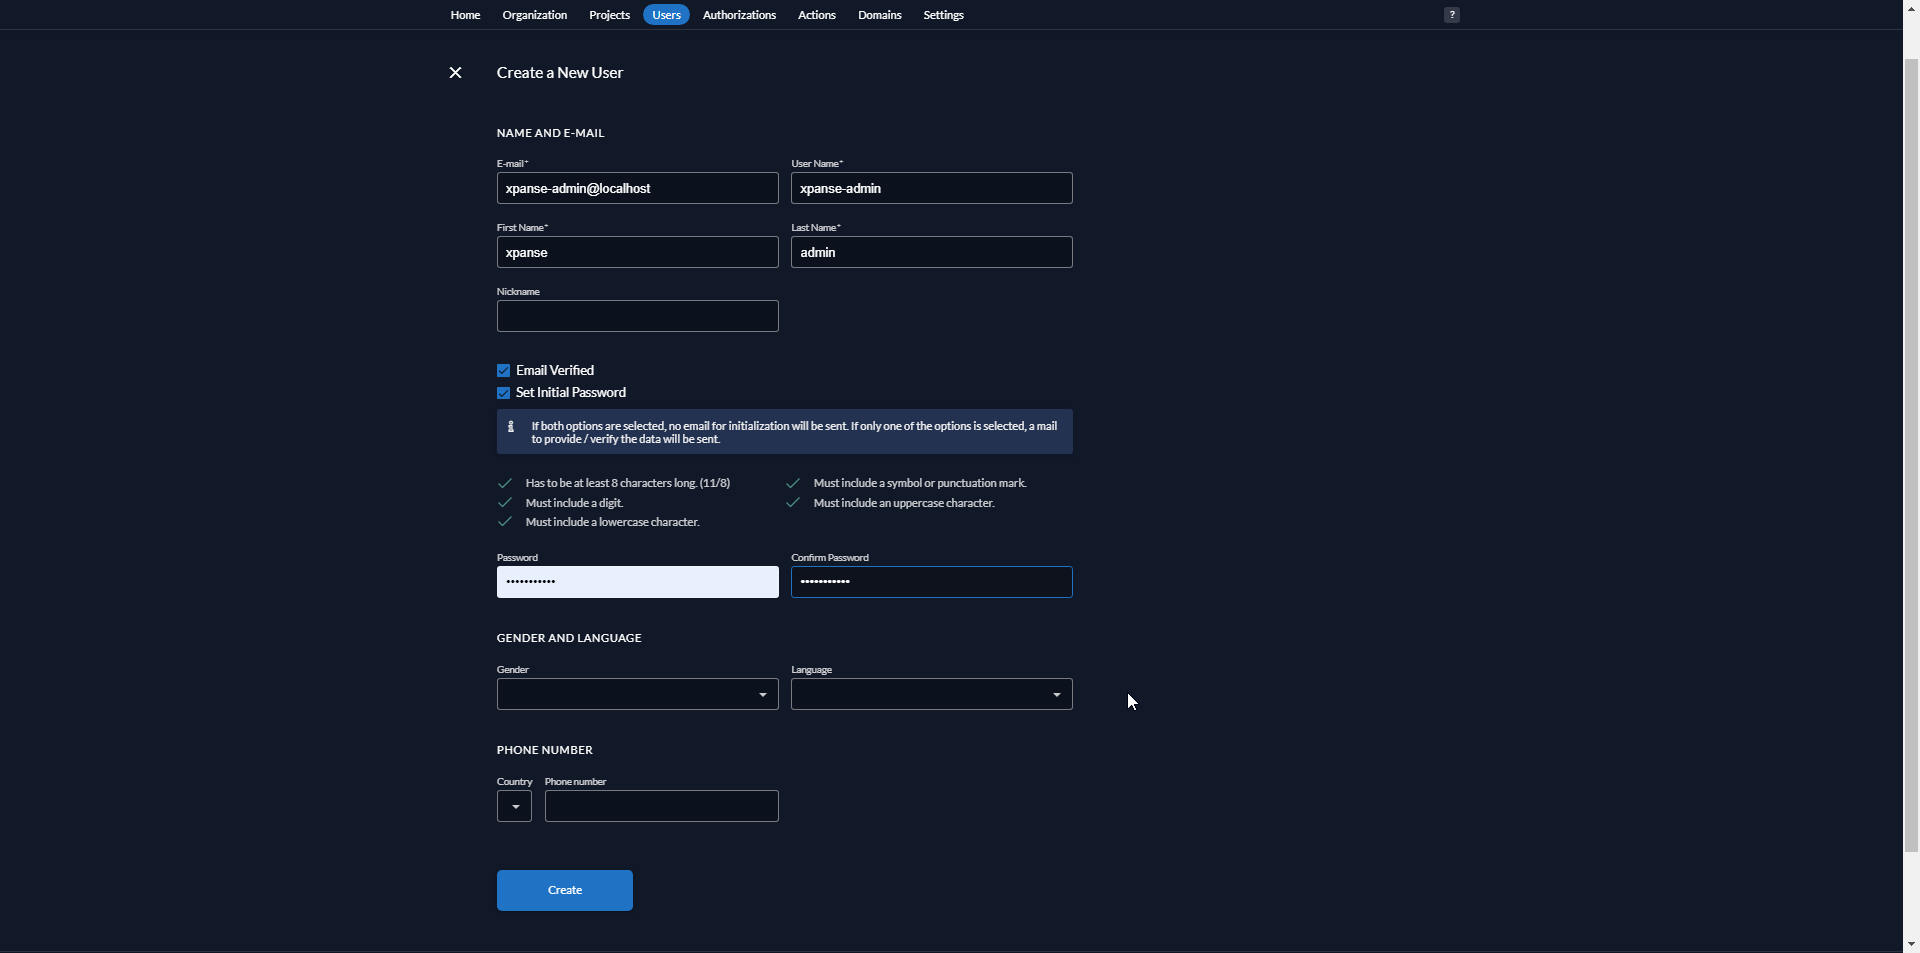 Home Organization Projects Users Authorizations Actions Domains Settings ?
Create a New User
NAME AND E-MAIL
E-mail* User Name*
xpanse-admin@localhost xpanse-admin
First Name* Last Name*
xpanse admin
Nickname
Email Verified
Set Initial Password
If both options are selected, no email for initialization will be sent. If only one of the options is selected, a mail
to provide / verify the data will be sent.
Has to be at least 8 characters long. (11/8) Must include a symbol or punctuation mark.
Must include a digit. Must include an uppercase character.
Must include a lowercase character.
Password Confirm Password
••••••••••• •••••••••••
GENDER AND LANGUAGE
Gender Language
PHONE NUMBER
Country Phone number
Create